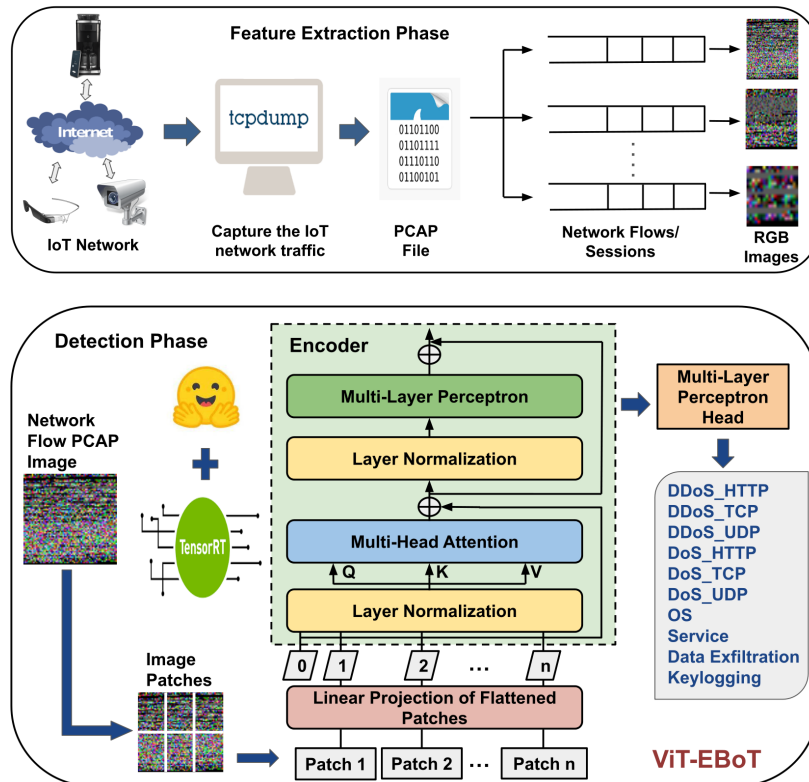 Feature Extraction Phase
Internet
tcpdump
01101100
01101111
01110110
01100101
IoT Network
Capture the IoT
network traffic
PCAP
File
Network Flows/
Sessions
RGB
Images
Detection Phase
Encoder
Multi-Layer Perceptron
Layer Normalization
Multi-Head Attention
Q
K
V
Layer Normalization
0
1
2
...
n
Linear Projection of Flattened
Patches
Patch 1
Patch 2
...
Patch n
Network
Flow PCAP
Image
TensorRT
Image
Patches
Multi-Layer
Perceptron
Head
DDoS_HTTP
DDoS_TCP
DDoS_UDP
DoS_HTTP
DoS_TCP
DoS_UDP
OS
Service
Data Exfiltration
Keylogging
ViT-EBoT